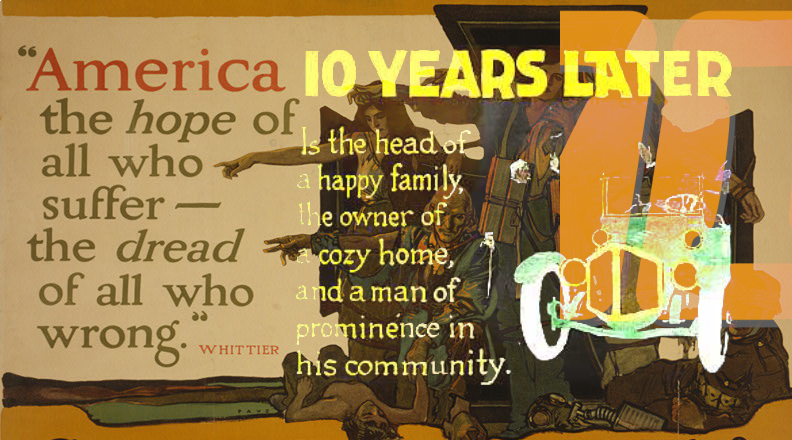 “America
the hope of
all who
suffer —
the dread
of all who
wrong.”
WHITTIER
10 YEARS LATER
Is the head of
a happy family,
the owner of
a cozy home,
and a man of
prominence in
his community.